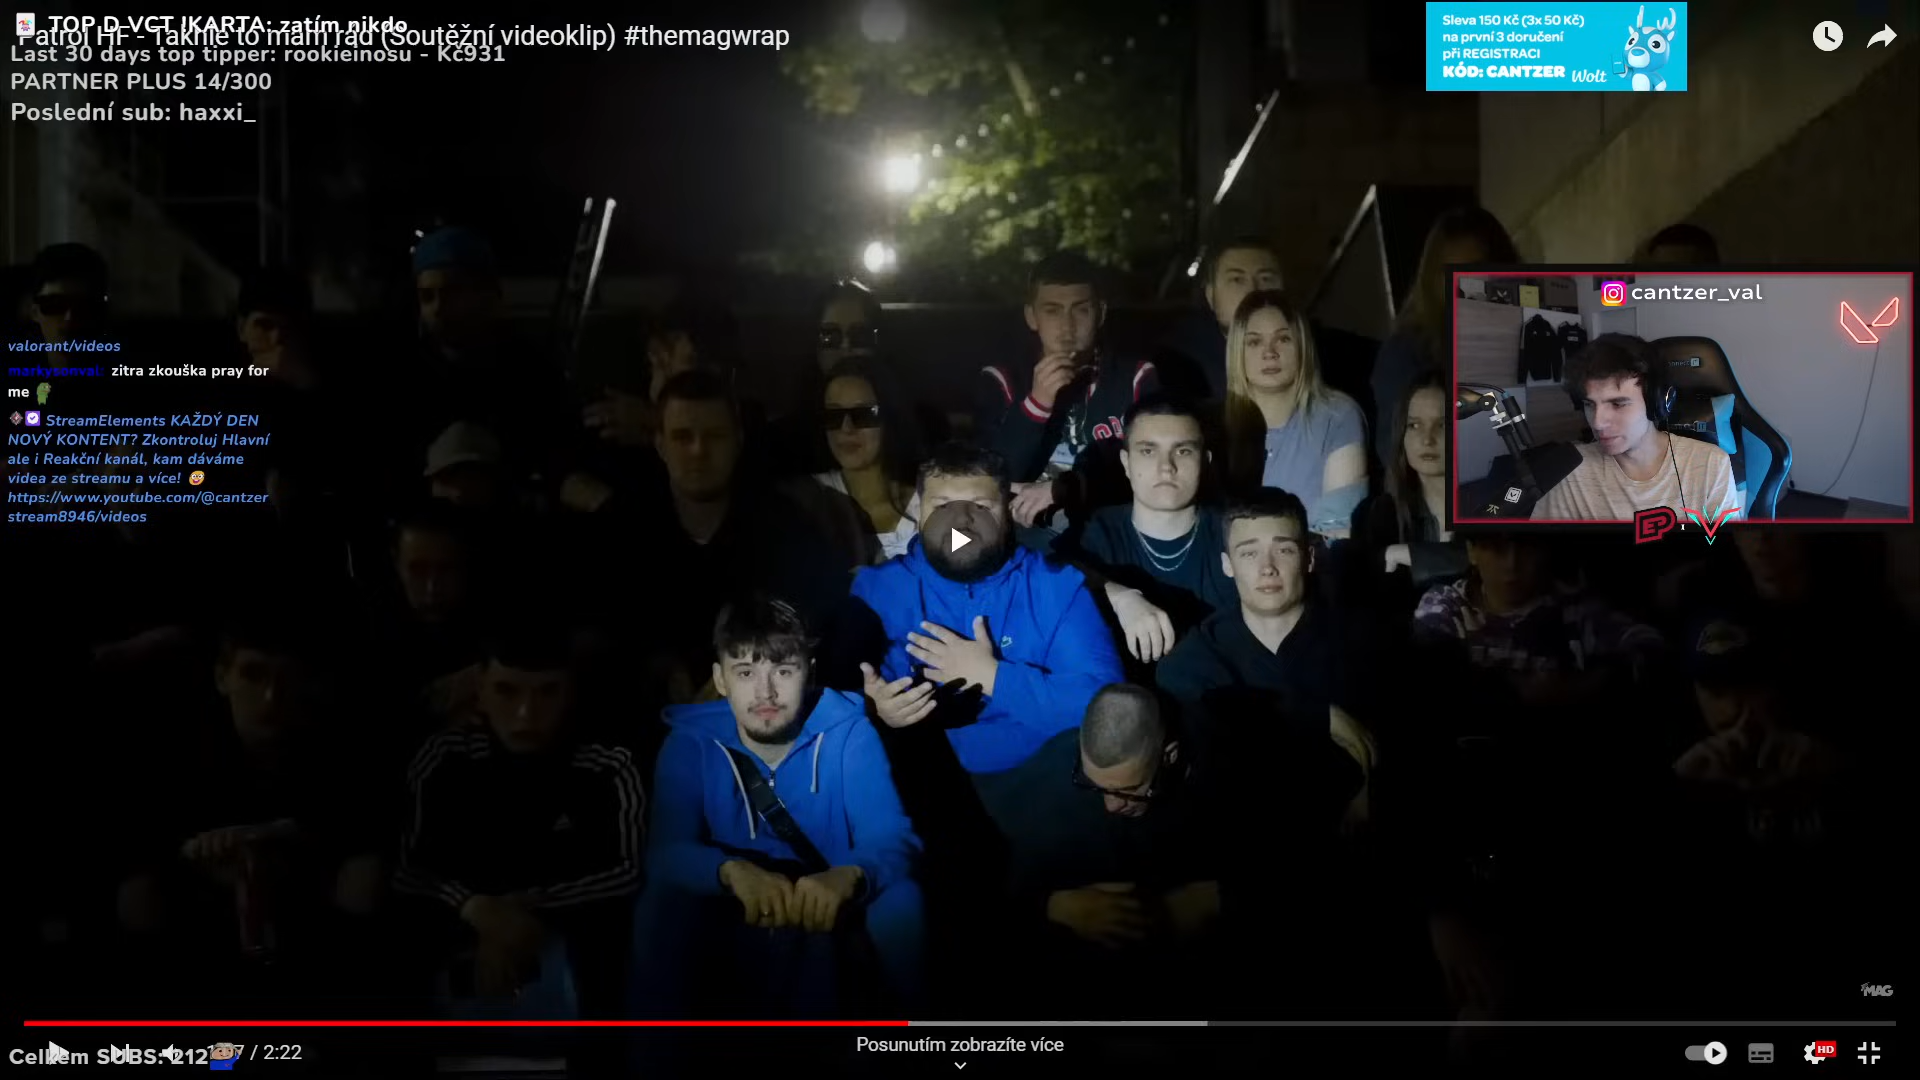 TOP D-VCT !KARTA: zatím nikdo
Patrol HF - Takhle to mám rád (Soutěžní videoklip) #themagwrap
Last 30 days top tipper: rookieinosu - Kč931
PARTNER PLUS 14/300
Poslední sub: haxxi_
Sleva 150 Kč (3x 50 Kč)
na první 3 doručení
při REGISTRACI
KÓD: CANTZER Wolt
cantzer_val
valorant/videos
markysonval: zitra zkouška pray for
me
StreamElements KAŽDÝ DEN
NOVÝ KONTENT? Zkontroluj Hlavní
ale i Reakční kanál, kam dáváme
videa ze streamu a více!
https://www.youtube.com/@cantzer
stream8946/videos
EP
MAG
Celkem SUBS: 212
/ 2:22
Posunutím zobrazíte více
HD